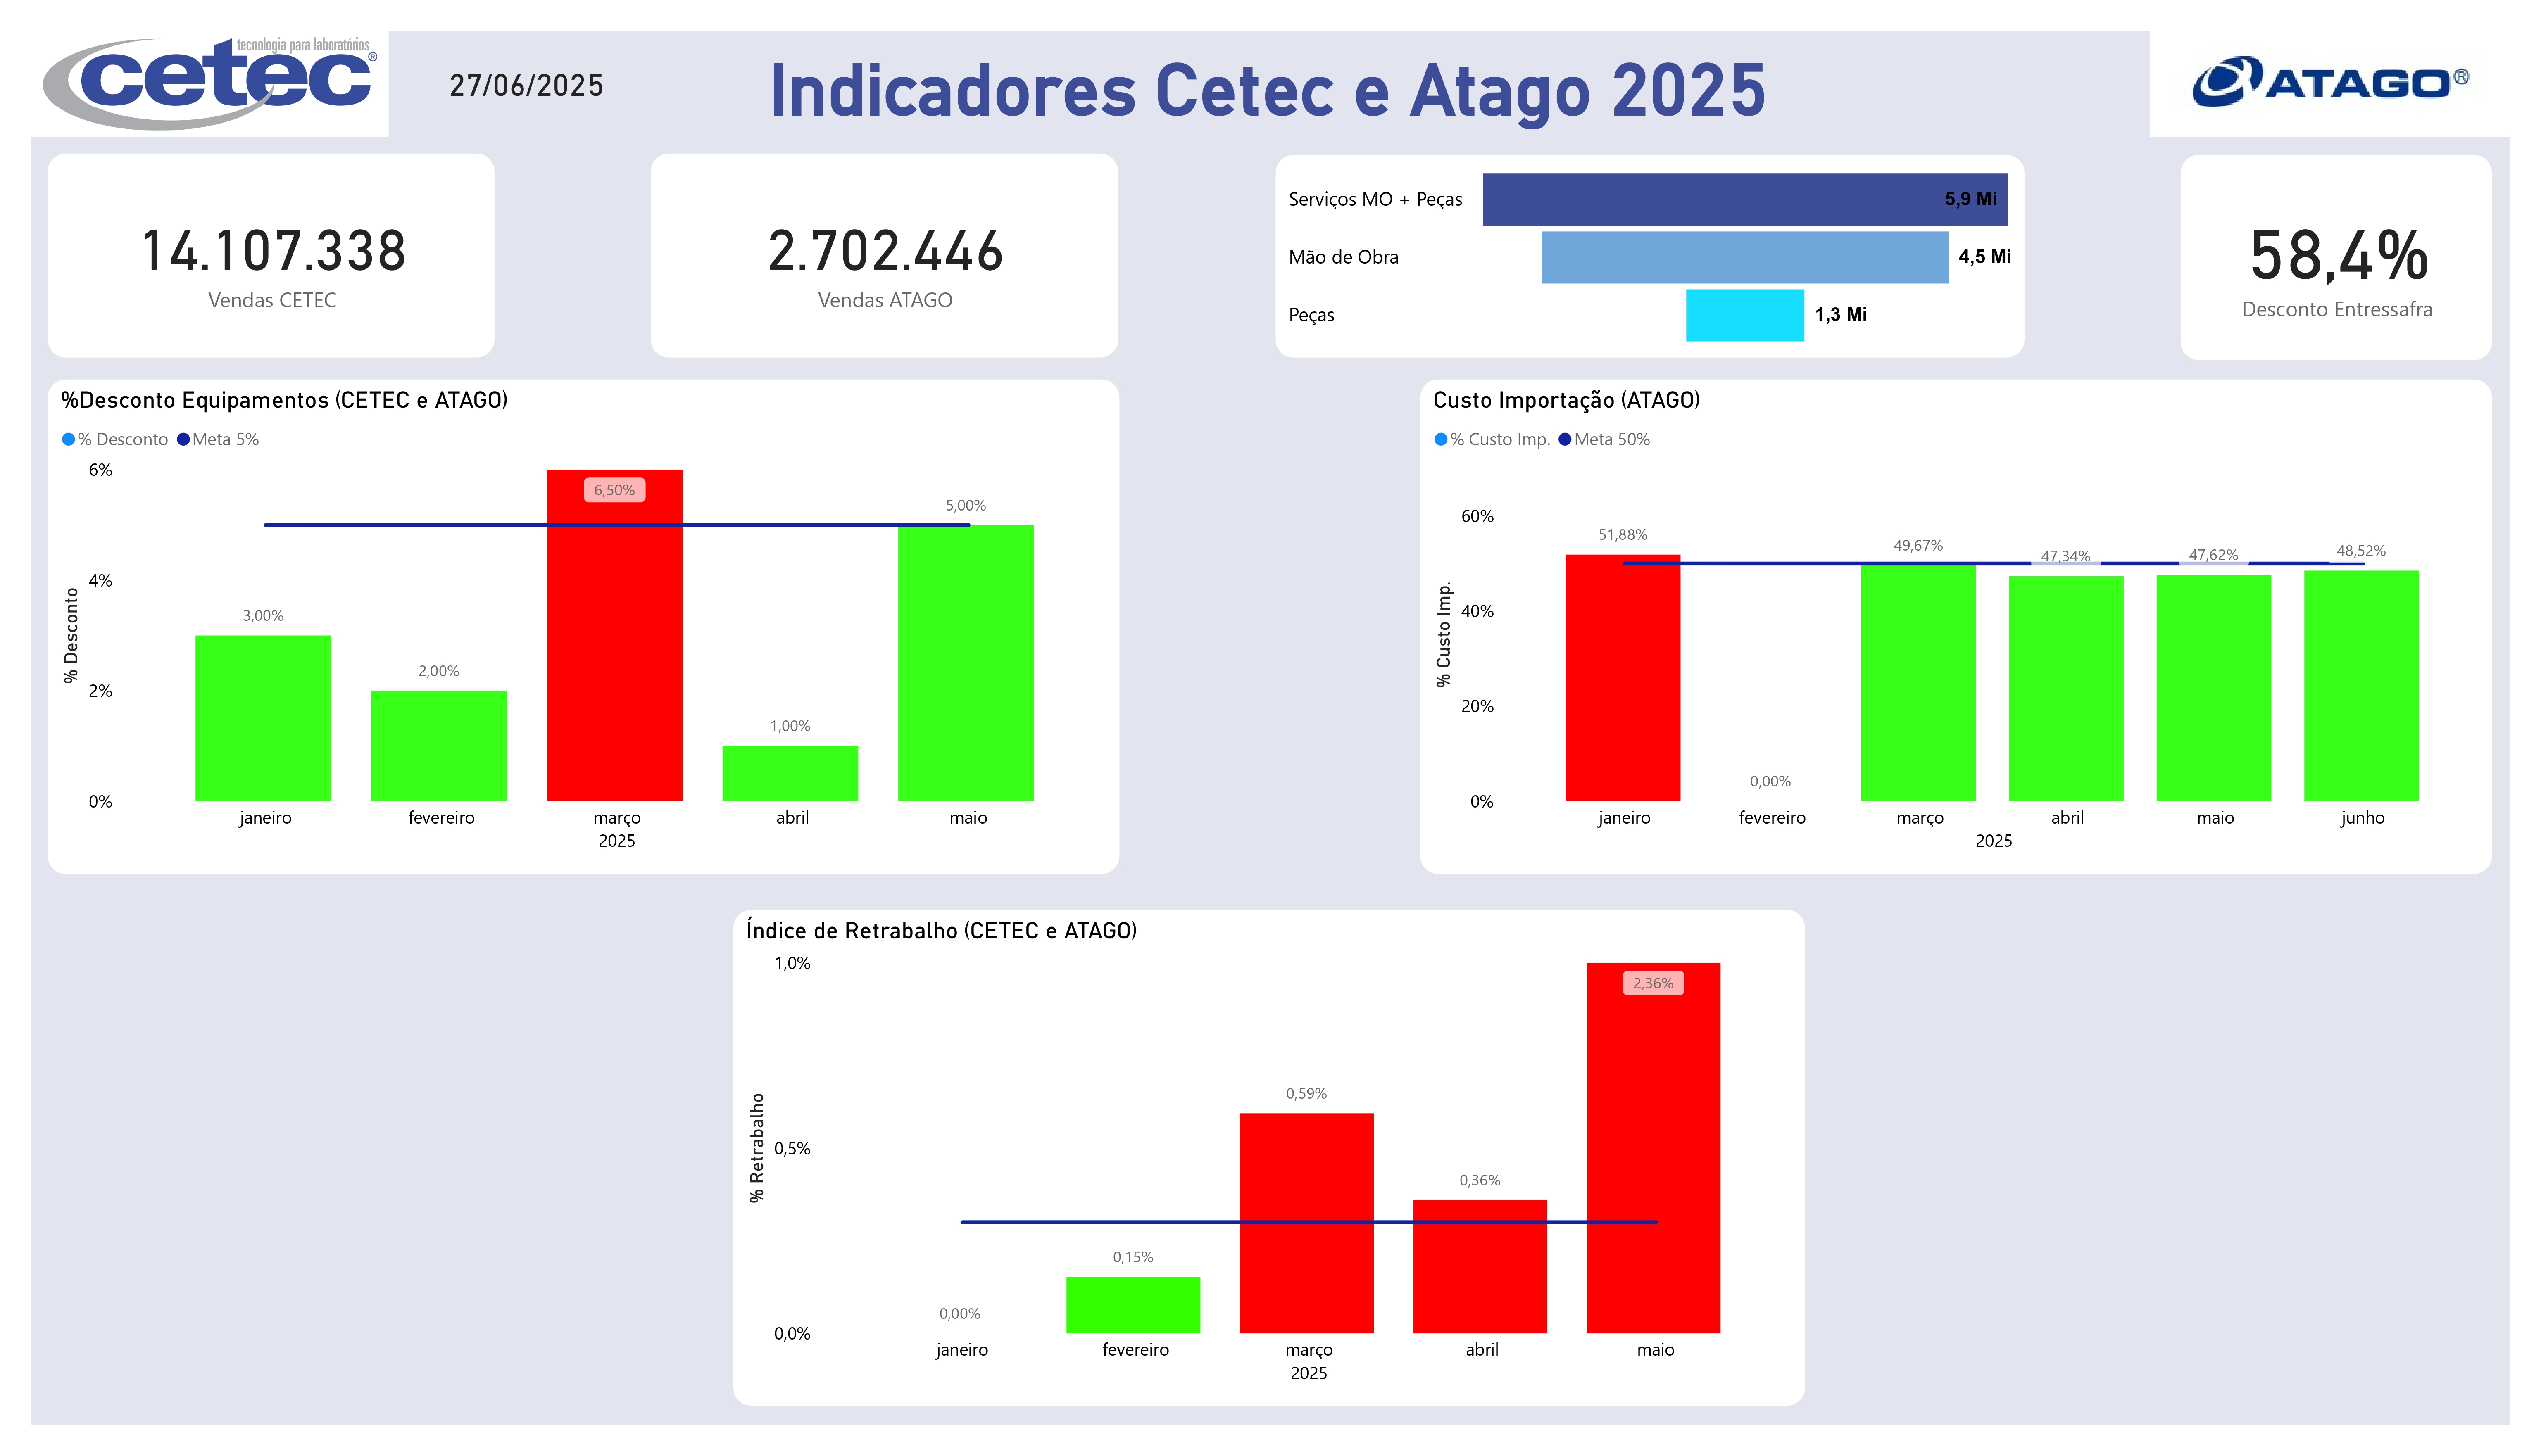 tecnologia para laboratórios
cetec®
27/06/2025
Indicadores Cetec e Atago 2025
ATAGO®
14.107.338
Vendas CETEC
2.702.446
Vendas ATAGO
Serviços MO + Peças 5,9 Mi
Mão de Obra 4,5 Mi
Peças 1,3 Mi
58,4%
Desconto Entressafra
%Desconto Equipamentos (CETEC e ATAGO)
% Desconto Meta 5%
% Desconto
6%
4%
2%
0%
3,00%
2,00%
6,50%
1,00%
5,00%
janeiro fevereiro março abril maio
2025
Custo Importação (ATAGO)
% Custo Imp. Meta 50%
% Custo Imp.
60%
40%
20%
0%
51,88%
0,00%
49,67%
47,34%
47,62%
48,52%
janeiro fevereiro março abril maio junho
2025
Índice de Retrabalho (CETEC e ATAGO)
% Retrabalho
1,0%
0,5%
0,0%
0,00%
0,15%
0,59%
0,36%
2,36%
janeiro fevereiro março abril maio
2025